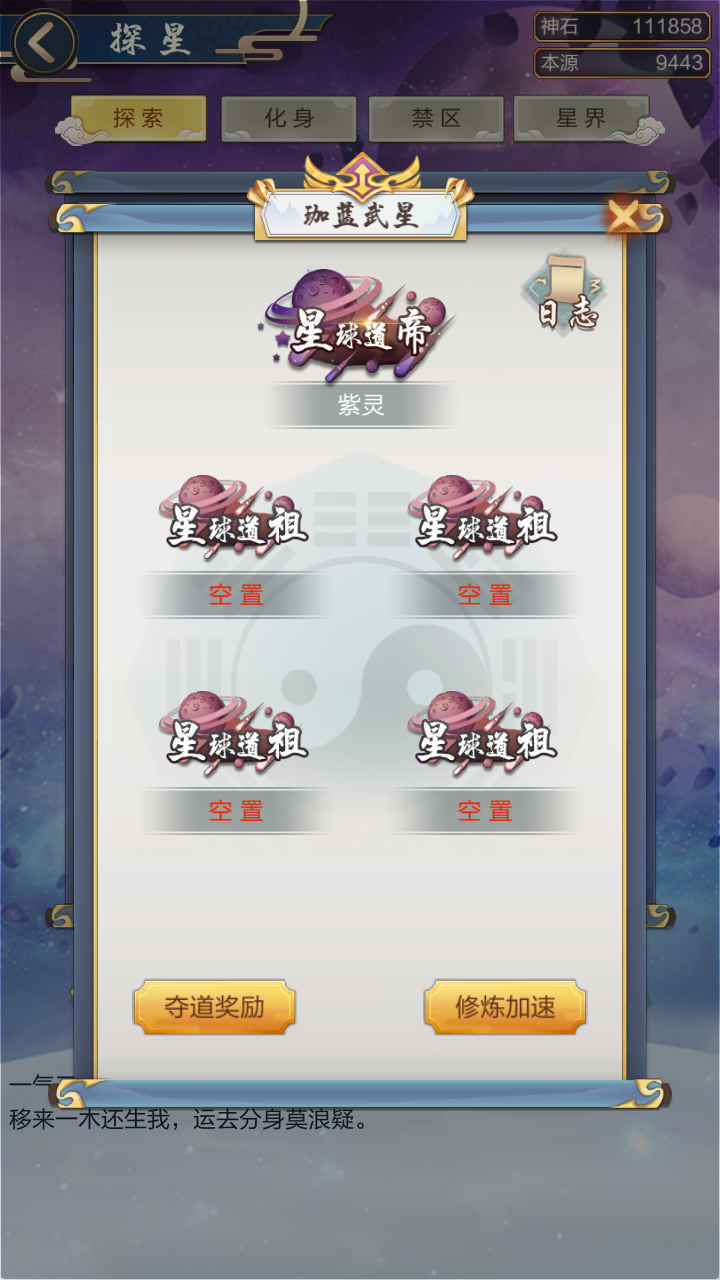 探星
神石 111858
本源 9443
探索 化身 禁区 星界
珈蓝武星
日志
星球道帝
紫灵
星球道祖 星球道祖
空置 空置
星球道祖 星球道祖
空置 空置
夺道奖励 修炼加速
一气
移来一木还生我，运去分身莫浪疑。